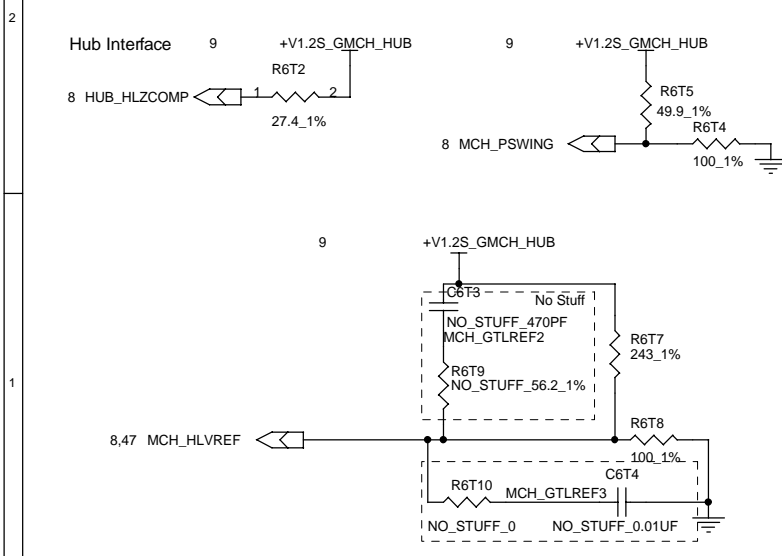 2
Hub Interface 9 +V1.2S_GMCH_HUB 9 +V1.2S_GMCH_HUB
R6T2
8 HUB_HLZCOMP 1 2
27.4_1%
R6T5
49.9_1%
R6T4
8 MCH_PSWING
100_1%
9 +V1.2S_GMCH_HUB
C6T3 No Stuff
NO_STUFF_470PF
MCH_GTLREF2
R6T7
243_1%
R6T9
NO_STUFF_56.2_1%
1
R6T8
8,47 MCH_HLVREF
100_1%
C6T4
R6T10 MCH_GTLREF3
NO_STUFF_0 NO_STUFF_0.01UF